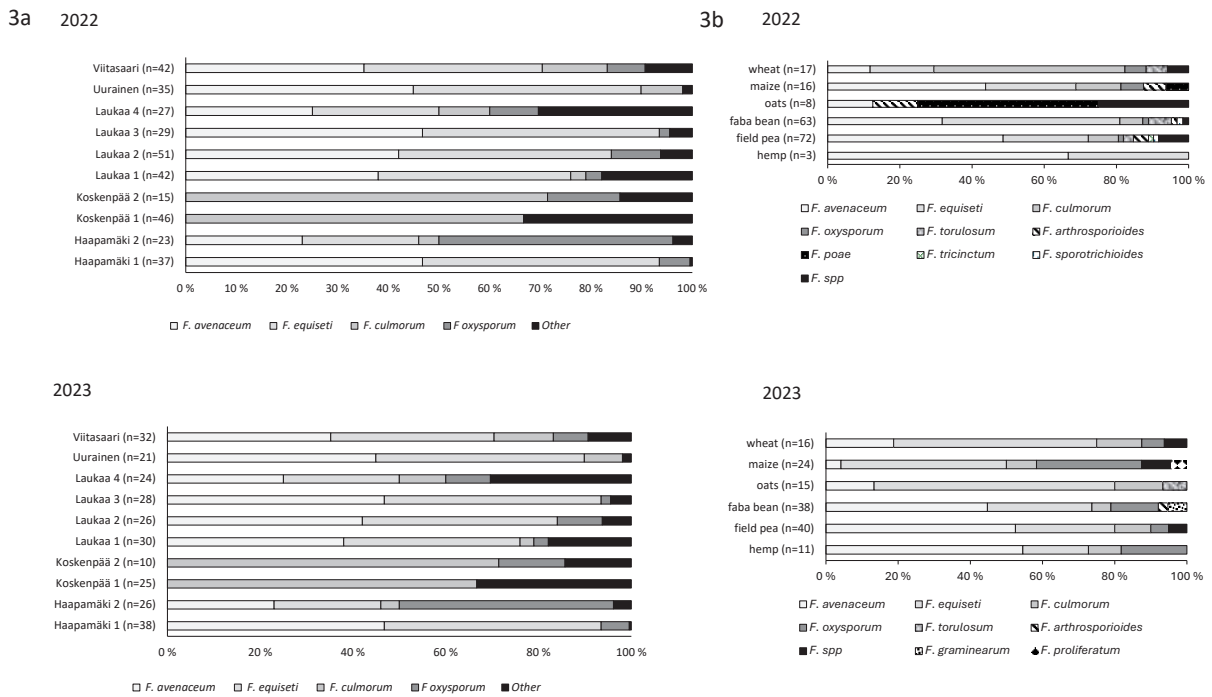 3a 2022
Viitasaari (n=42)
Uurainen (n=35)
Laukaa 4 (n=27)
Laukaa 3 (n=29)
Laukaa 2 (n=51)
Laukaa 1 (n=42)
Koskenpää 2 (n=15)
Koskenpää 1 (n=46)
Haapamäki 2 (n=23)
Haapamäki 1 (n=37)
0 % 10 % 20 % 30 % 40 % 50 % 60 % 70 % 80 % 90 % 100 %
F. avenaceum F. equiseti F. culmorum F oxysporum Other
3b 2022
wheat (n=17)
maize (n=16)
oats (n=8)
faba bean (n=63)
field pea (n=72)
hemp (n=3)
0 % 20 % 40 % 60 % 80 % 100 %
F. avenaceum F. equiseti F. culmorum
F. oxysporum F. torulosum F. arthrosporioides
F. poae F. tricinctum F. sporotrichioides
F. spp
2023
Viitasaari (n=32)
Uurainen (n=21)
Laukaa 4 (n=24)
Laukaa 3 (n=28)
Laukaa 2 (n=26)
Laukaa 1 (n=30)
Koskenpää 2 (n=10)
Koskenpää 1 (n=25)
Haapamäki 2 (n=26)
Haapamäki 1 (n=38)
0 % 20 % 40 % 60 % 80 % 100 %
F. avenaceum F. equiseti F. culmorum F oxysporum Other
2023
wheat (n=16)
maize (n=24)
oats (n=15)
faba bean (n=38)
field pea (n=40)
hemp (n=11)
0 % 20 % 40 % 60 % 80 % 100 %
F. avenaceum F. equiseti F. culmorum
F. oxysporum F. torulosum F. arthrosporioides
F. spp F. graminearum F. proliferatum